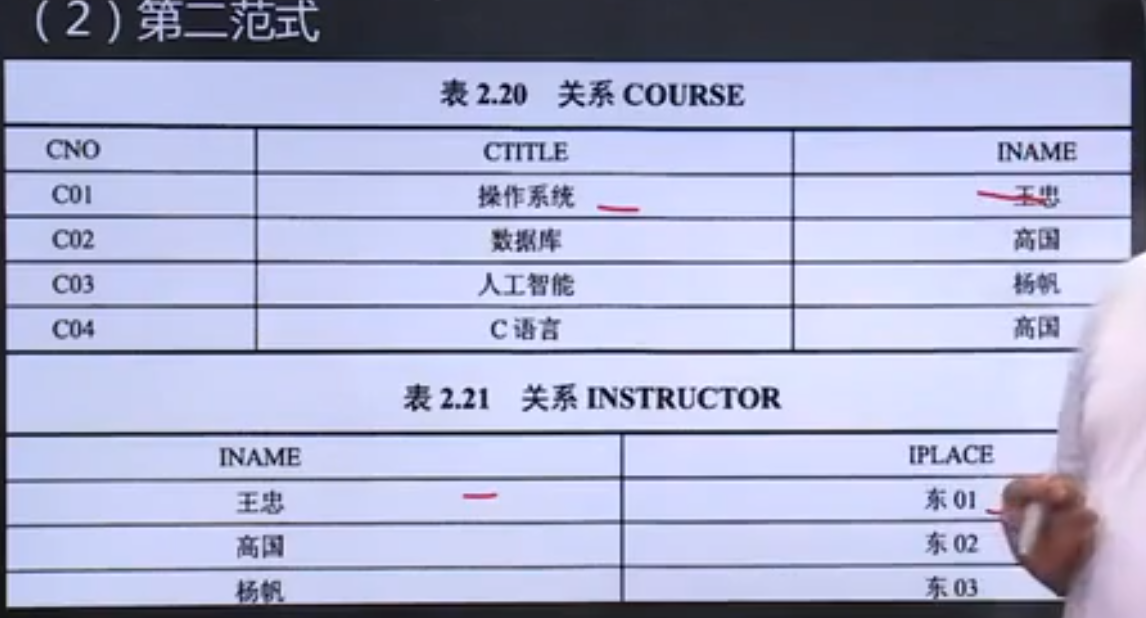 （2）第二范式
表 2.20 关系 COURSE
CNO CTITLE INAME
C01 操作系统 王忠
C02 数据库 高国
C03 人工智能 杨帆
C04 C 语言 高国
表 2.21 关系 INSTRUCTOR
INAME IPLACE
王忠 东 01
高国 东 02
杨帆 东 03